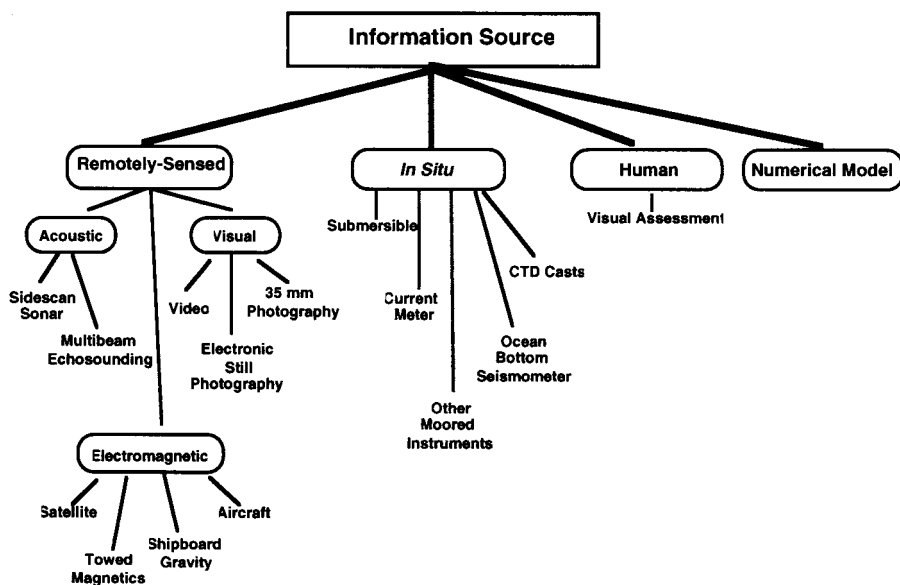 Information Source
Remotely-Sensed
In Situ
Human
Numerical Model
Acoustic
Visual
Submersible
Visual Assessment
Sidescan
Sonar
Multibeam
Echosounding
Video
35 mm
Photography
Electronic
Still
Photography
Current
Meter
CTD Casts
Ocean
Bottom
Seismometer
Other
Moored
Instruments
Electromagnetic
Satellite
Towed
Magnetics
Shipboard
Gravity
Aircraft